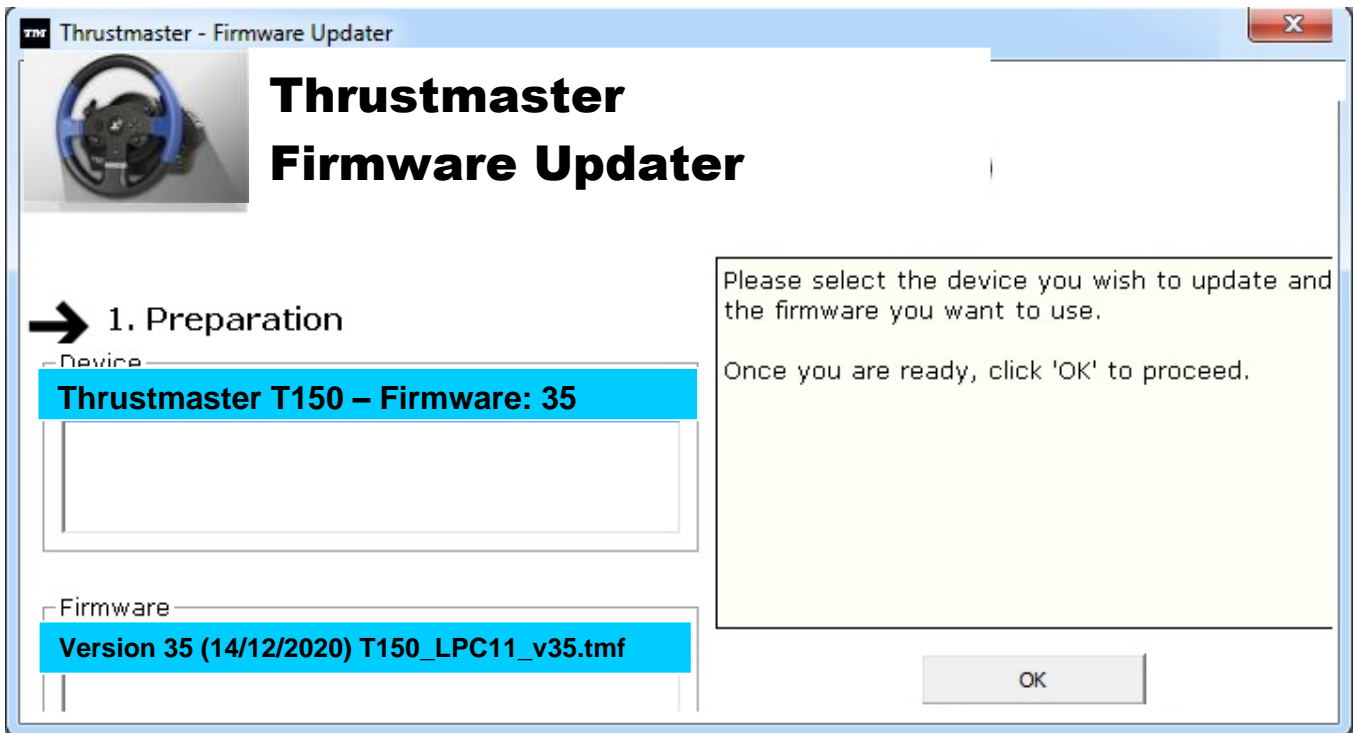 Thrustmaster - Firmware Updater
Thrustmaster
Firmware Updater
1. Preparation
Device
Thrustmaster T150 – Firmware: 35
Firmware
Version 35 (14/12/2020) T150_LPC11_v35.tmf
Please select the device you wish to update and
the firmware you want to use.
Once you are ready, click 'OK' to proceed.
OK